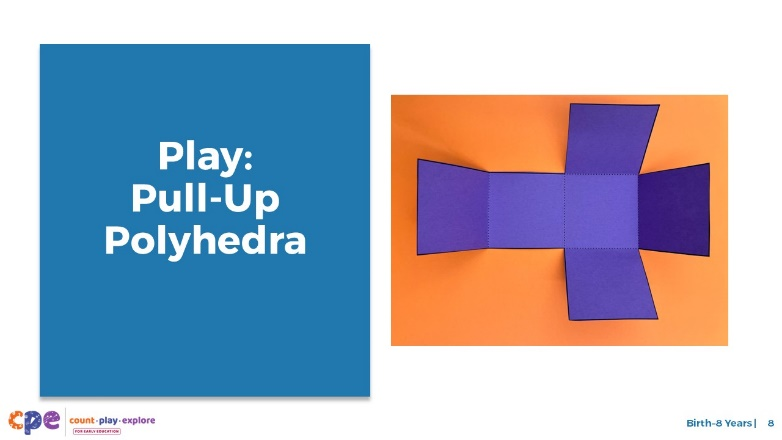 Play:
Pull-Up
Polyhedra
cpe
count·play·explore
FOR EARLY EDUCATION
Birth–8 Years| 8